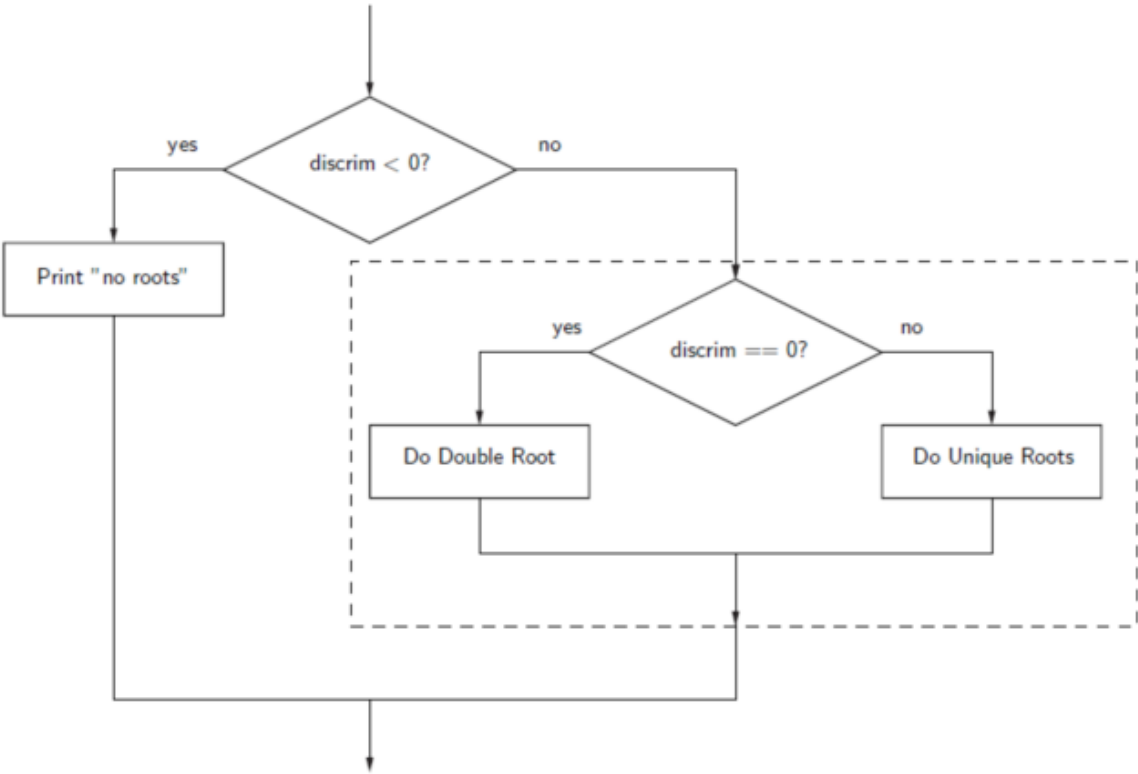 yes
no
discrim < 0?
Print "no roots"
yes
no
discrim == 0?
Do Double Root
Do Unique Roots